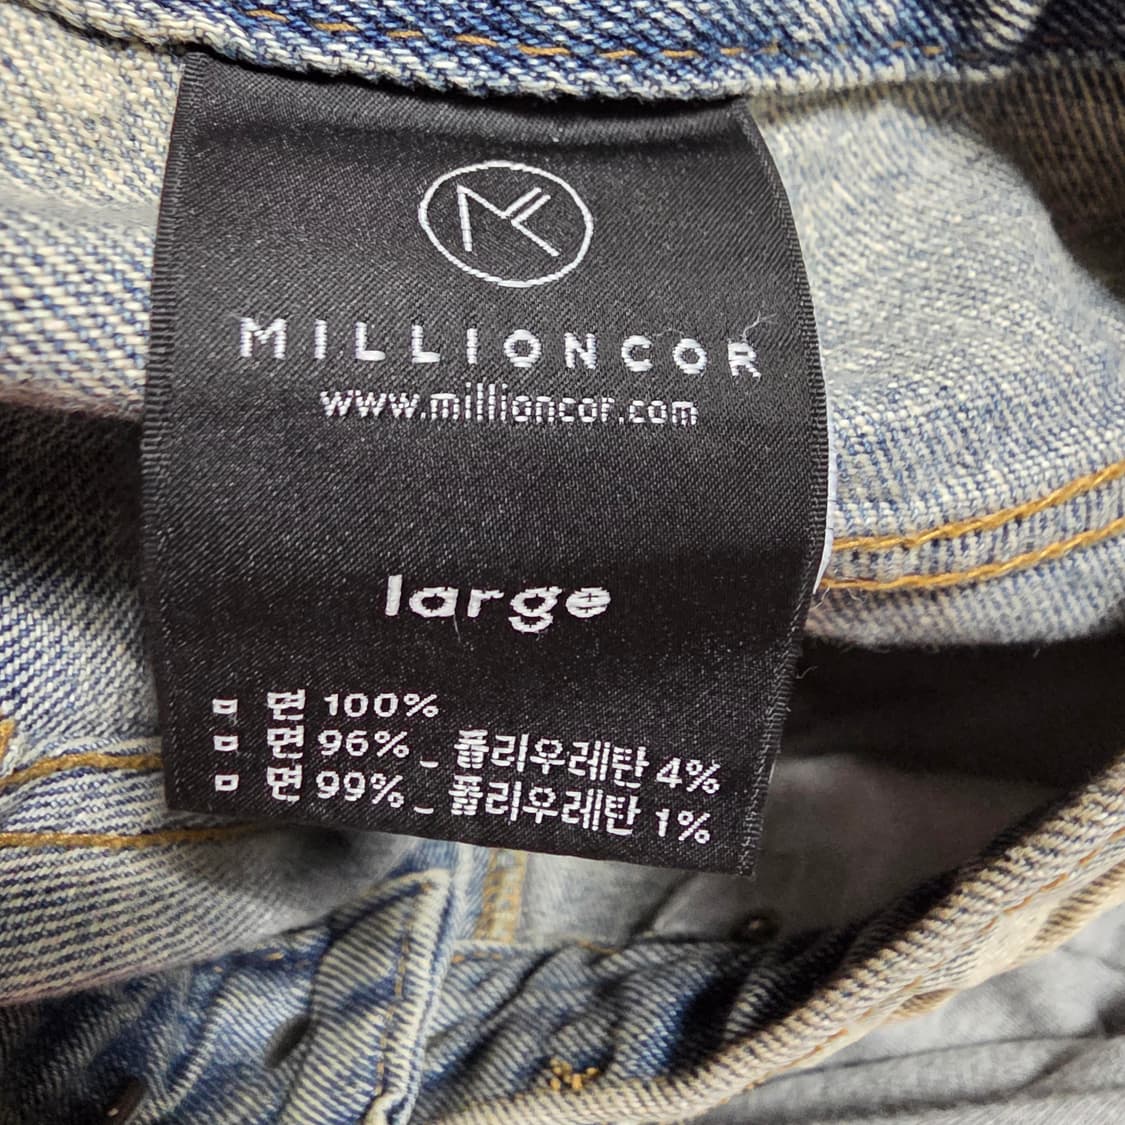 MILLIONCOR
www.millioncor.com
large
면 100%
면 96% _ 폴리우레탄 4%
면 99% _ 폴리우레탄 1%